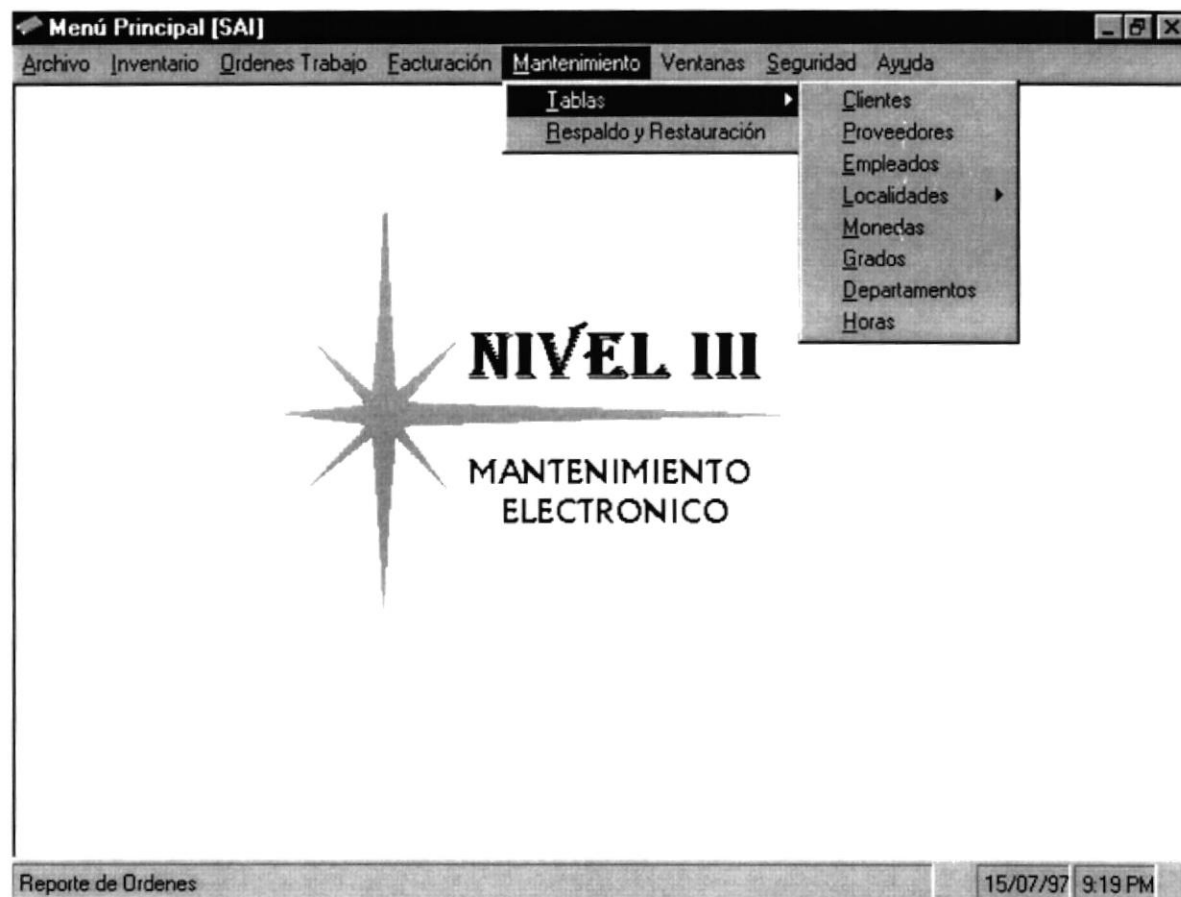 Menú Principal [SAI]
Archivo Inventario Ordenes Trabajo Facturación Mantenimiento Ventanas Seguridad Ayuda
Tablas
Respaldo y Restauración
Clientes
Proveedores
Empleados
Localidades
Monedas
Grados
Departamentos
Horas
NIVEL III
MANTENIMIENTO
ELECTRONICO
Reporte de Ordenes 15/07/97 9:19 PM